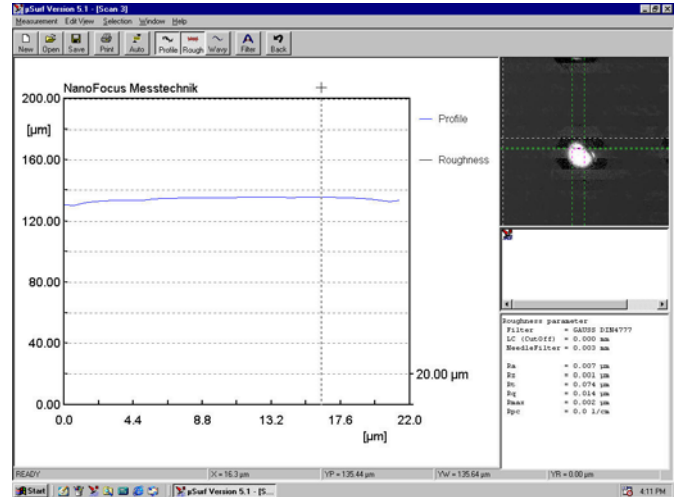 µSurf Version 5.1 - [Scan 3]
Measurement Edit View Selection Window Help
New Open Save Print Auto Profile Rough Wavy Filter Back
NanoFocus Messtechnik
200.00
[µm]
160.00
120.00
80.00
40.00
0.00
0.0 4.4 8.8 13.2 17.6 22.0
[µm]
20.00 µm
Profile
Roughness
Roughness parameter
Filter = GAUSS DIN4777
LC (CutOff) = 0.000 mm
NeedleFilter = 0.003 mm
Ra = 0.007 µm
Rz = 0.001 µm
Rt = 0.074 µm
Rq = 0.014 µm
Rmax = 0.002 µm
Rpc = 0.0 1/cm
READY X = 16.3 µm YP = 135.44 µm YW = 135.64 µm YR = 0.00 µm
Start µSurf Version 5.1 - [S... 4:11 PM